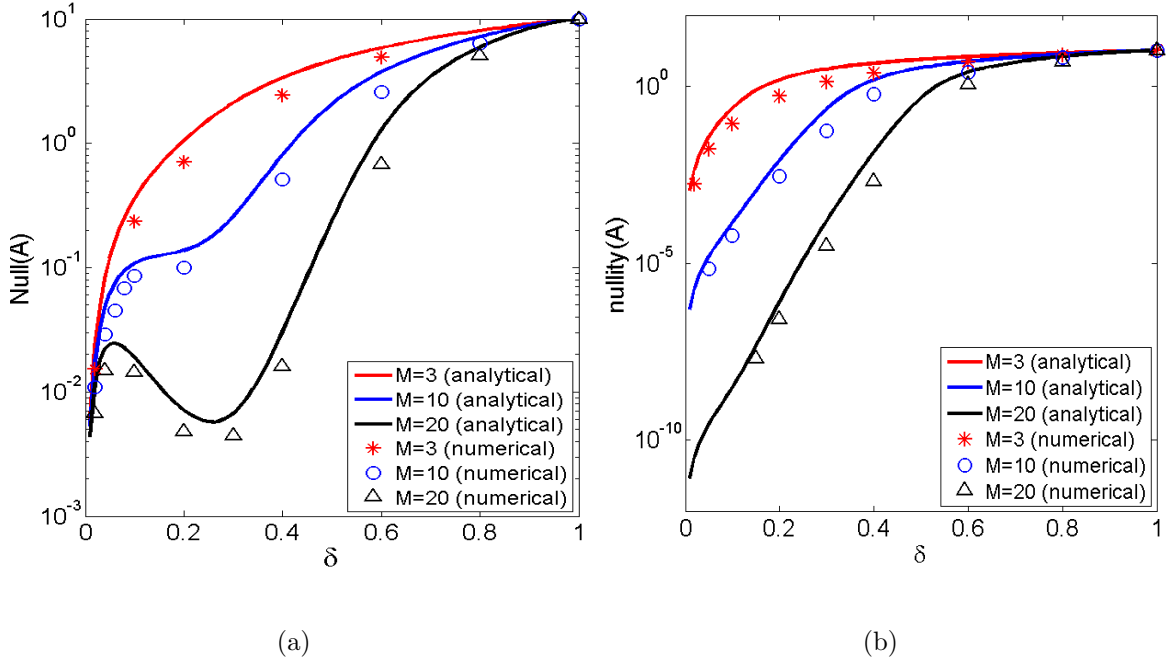 10^1
10^0
10^-1
10^-2
10^-3
Null(A)
0
0.2
0.4
0.6
0.8
1
δ
M=3 (analytical)
M=10 (analytical)
M=20 (analytical)
M=3 (numerical)
M=10 (numerical)
M=20 (numerical)
(a)
10^0
10^-5
10^-10
nullity(A)
0
0.2
0.4
0.6
0.8
1
δ
M=3 (analytical)
M=10 (analytical)
M=20 (analytical)
M=3 (numerical)
M=10 (numerical)
M=20 (numerical)
(b)